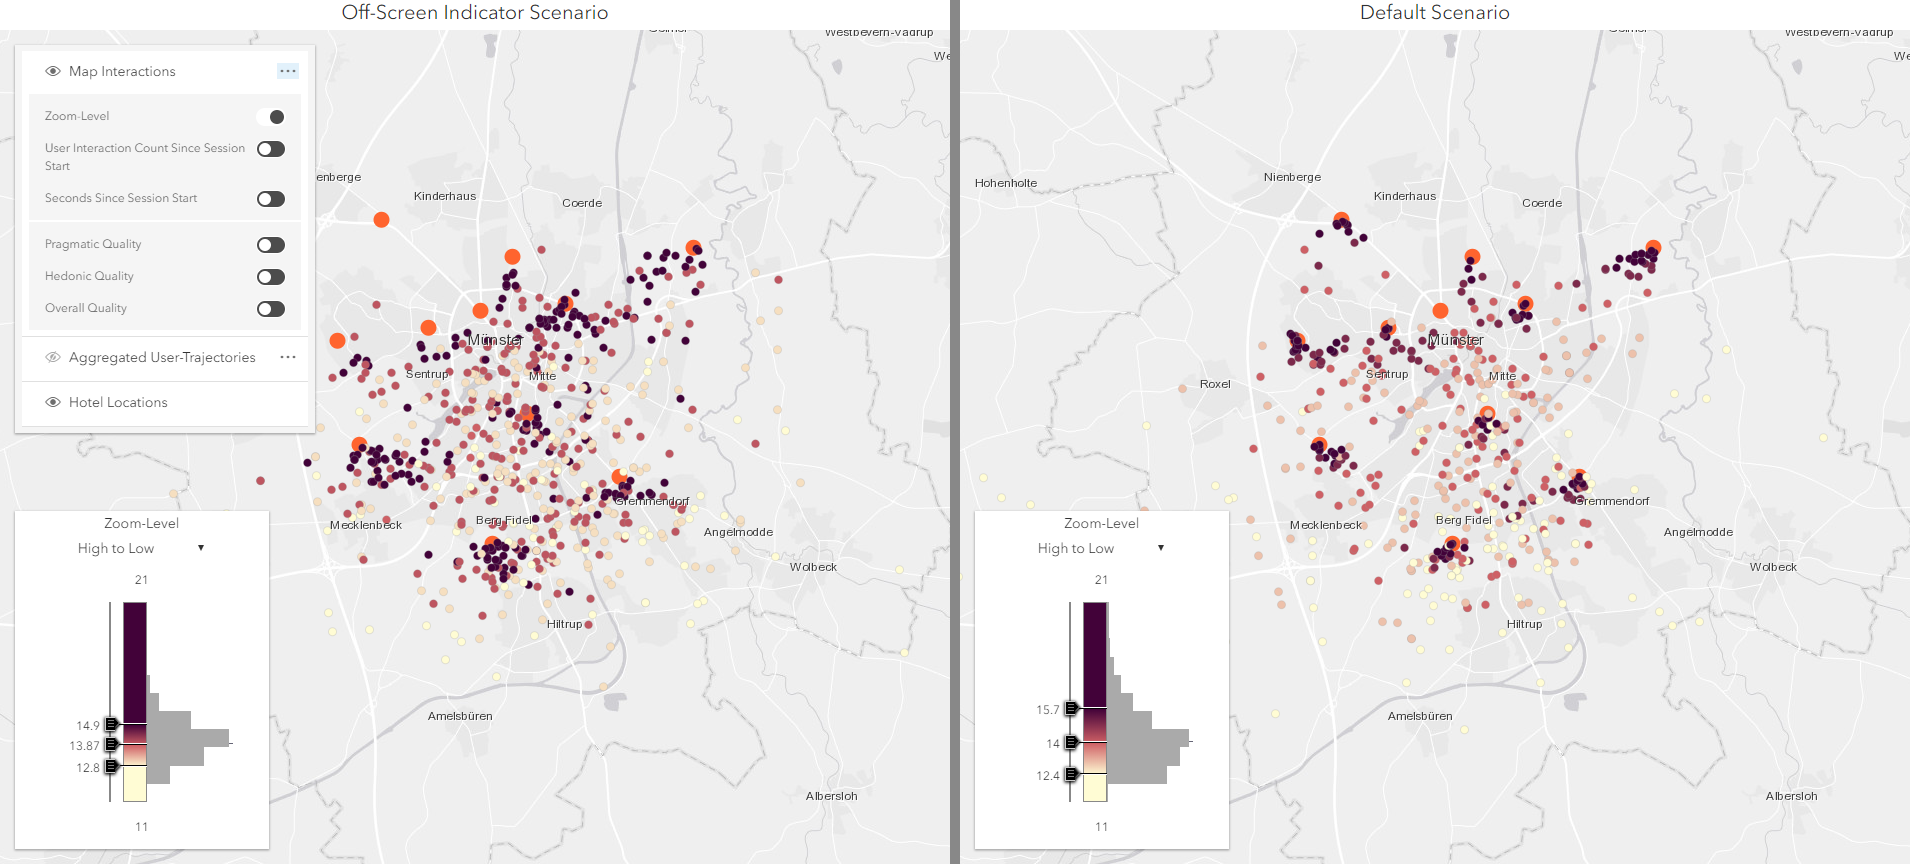 Off-Screen Indicator Scenario
Default Scenario
Westbevern-Vadrup
We
Map Interactions
Zoom-Level
User Interaction Count Since Session
Start
Seconds Since Session Start
Pragmatic Quality
Hedonic Quality
Overall Quality
Aggregated User-Trajectories
Hotel Locations
enberge
Kinderhaus
Coerde
Münster
Sentrup
Mitte
Gremmendorf
Mecklenbeck
Berg Fidel
Angelmodde
Wolbeck
Hiltrup
Amelsbüren
Albersloh
Zoom-Level
High to Low
21
14.9
13.87
12.8
11
Westbevern-Vadrup
We
Hohenholte
Nienberge
Kinderhaus
Coerde
Münster
Sentrup
Mitte
Roxel
Gremmendorf
Mecklenbeck
Berg Fidel
Angelmodde
Wolbeck
Hiltrup
Amelsbüren
Albersloh
Zoom-Level
High to Low
21
15.7
14
12.4
11